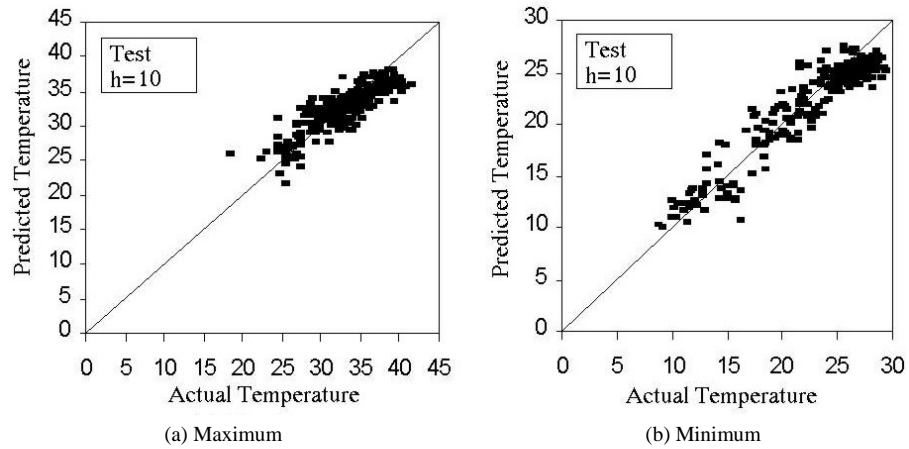 45
40
35
30
25
20
15
10
5
0
Test
h=10
Predicted Temperature
0 5 10 15 20 25 30 35 40 45
Actual Temperature
(a) Maximum
30
25
20
15
10
5
0
Test
h=10
Predicted Temperature
0 5 10 15 20 25 30
Actual Temperature
(b) Minimum